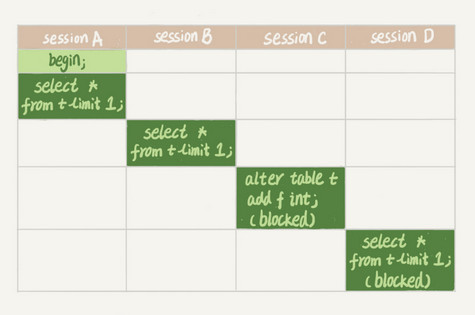 session A session B session C session D
begin;
select *
from t limit 1;
select *
from t limit 1;
alter table t
add f int;
(blocked)
select *
from t limit 1;
(blocked)